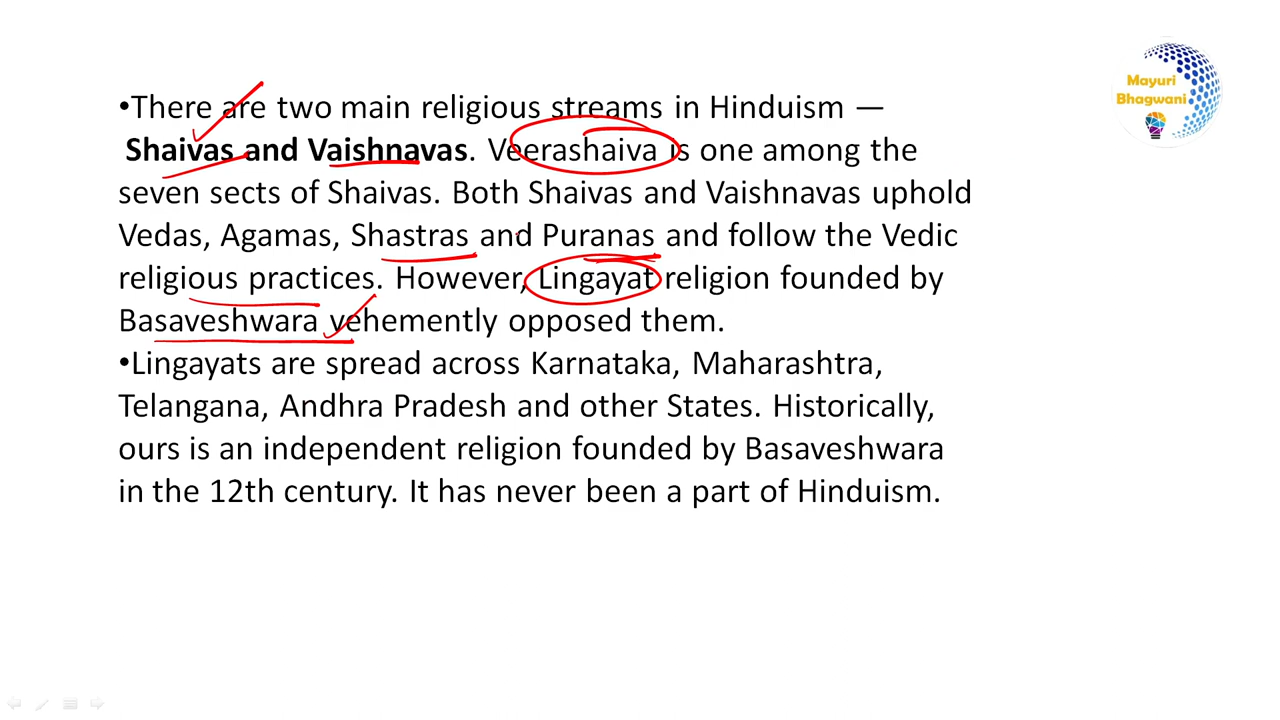 •There are two main religious streams in Hinduism —
Shaivas and Vaishnavas. Veerashaiva is one among the
seven sects of Shaivas. Both Shaivas and Vaishnavas uphold
Vedas, Agamas, Shastras and Puranas and follow the Vedic
religious practices. However, Lingayat religion founded by
Basaveshwara vehemently opposed them.
•Lingayats are spread across Karnataka, Maharashtra,
Telangana, Andhra Pradesh and other States. Historically,
ours is an independent religion founded by Basaveshwara
in the 12th century. It has never been a part of Hinduism.
Mayuri
Bhagwani